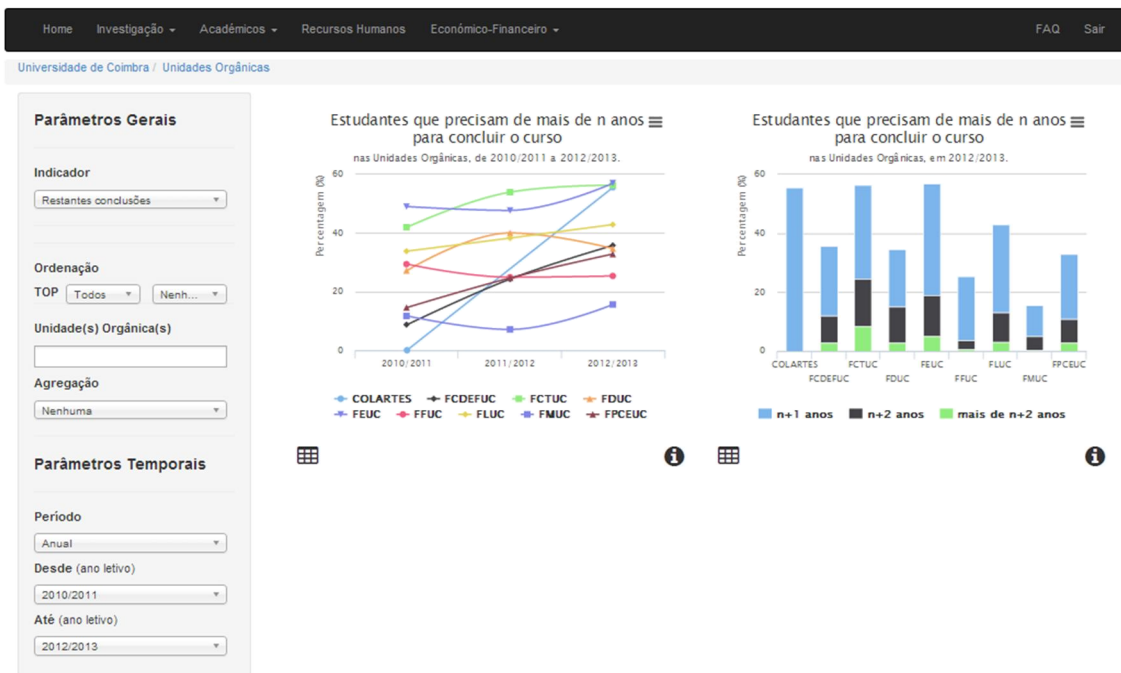 Home Investigação Académicos Recursos Humanos Económico-Financeiro FAQ Sair
Universidade de Coimbra / Unidades Orgânicas
Parâmetros Gerais
Indicador
Restantes conclusões
Ordenação
TOP Todos Nenh...
Unidade(s) Orgânica(s)
Agregação
Nenhuma
Parâmetros Temporais
Período
Anual
Desde (ano letivo)
2010/2011
Até (ano letivo)
2012/2013
Estudantes que precisam de mais de n anos
para concluir o curso
nas Unidades Orgânicas, de 2010/2011 a 2012/2013.
Percentagem (%)
60
40
20
0
2010/2011 2011/2012 2012/2013
COLARTES FCDEFUC FCTUC FDUC
FEUC FFUC FLUC FMUC FPCEUC
Estudantes que precisam de mais de n anos
para concluir o curso
nas Unidades Orgânicas, em 2012/2013.
Percentagem (%)
60
40
20
0
COLARTES FCTUC FEUC FLUC FPCEUC
FCDEFUC FDUC FFUC FMUC
n+1 anos n+2 anos mais de n+2 anos